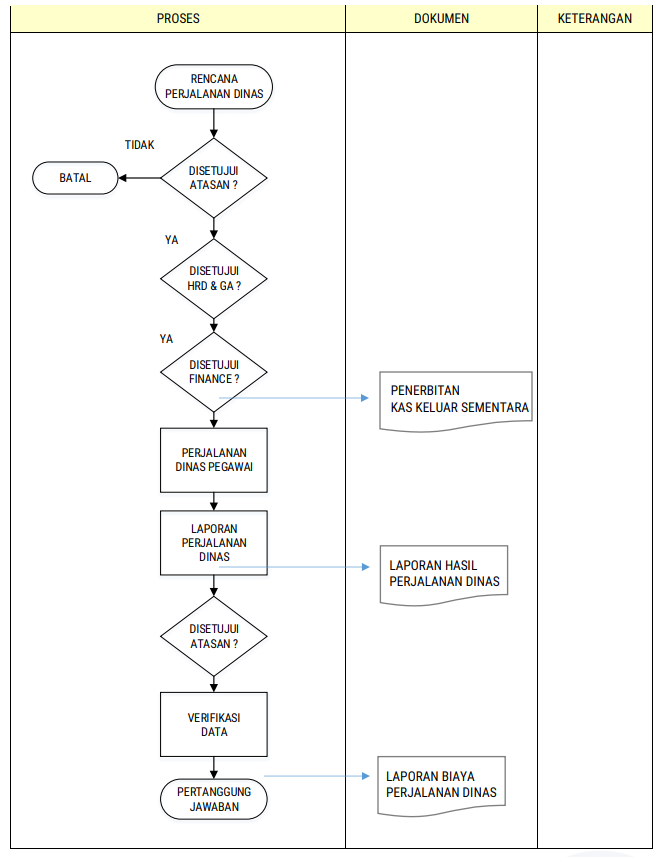 PROSES
DOKUMEN
KETERANGAN
RENCANA
PERJALANAN DINAS
TIDAK
DISETUJUI
ATASAN ?
BATAL
YA
DISETUJUI
HRD & GA ?
YA
DISETUJUI
FINANCE ?
PENERBITAN
KAS KELUAR SEMENTARA
PERJALANAN
DINAS PEGAWAI
LAPORAN
PERJALANAN
DINAS
LAPORAN HASIL
PERJALANAN DINAS
DISETUJUI
ATASAN ?
VERIFIKASI
DATA
LAPORAN BIAYA
PERJALANAN DINAS
PERTANGGUNG
JAWABAN